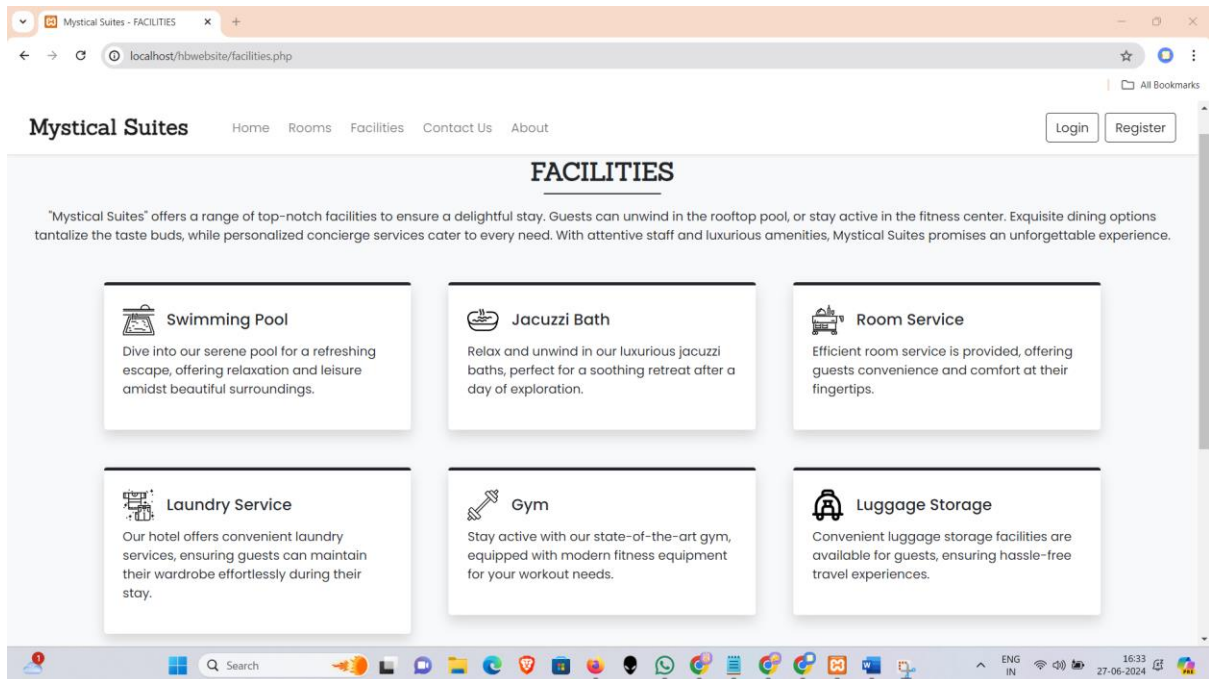 Mystical Suites - FACILITIES
localhost/hbwebsite/facilities.php
All Bookmarks
Mystical Suites Home Rooms Facilities Contact Us About Login Register
FACILITIES
"Mystical Suites" offers a range of top-notch facilities to ensure a delightful stay. Guests can unwind in the rooftop pool, or stay active in the fitness center. Exquisite dining options
tantalize the taste buds, while personalized concierge services cater to every need. With attentive staff and luxurious amenities, Mystical Suites promises an unforgettable experience.
Swimming Pool
Dive into our serene pool for a refreshing
escape, offering relaxation and leisure
amidst beautiful surroundings.
Jacuzzi Bath
Relax and unwind in our luxurious jacuzzi
baths, perfect for a soothing retreat after a
day of exploration.
Room Service
Efficient room service is provided, offering
guests convenience and comfort at their
fingertips.
Laundry Service
Our hotel offers convenient laundry
services, ensuring guests can maintain
their wardrobe effortlessly during their
stay.
Gym
Stay active with our state-of-the-art gym,
equipped with modern fitness equipment
for your workout needs.
Luggage Storage
Convenient luggage storage facilities are
available for guests, ensuring hassle-free
travel experiences.
1
Search
ENG
IN
16:33
27-06-2024
PRE